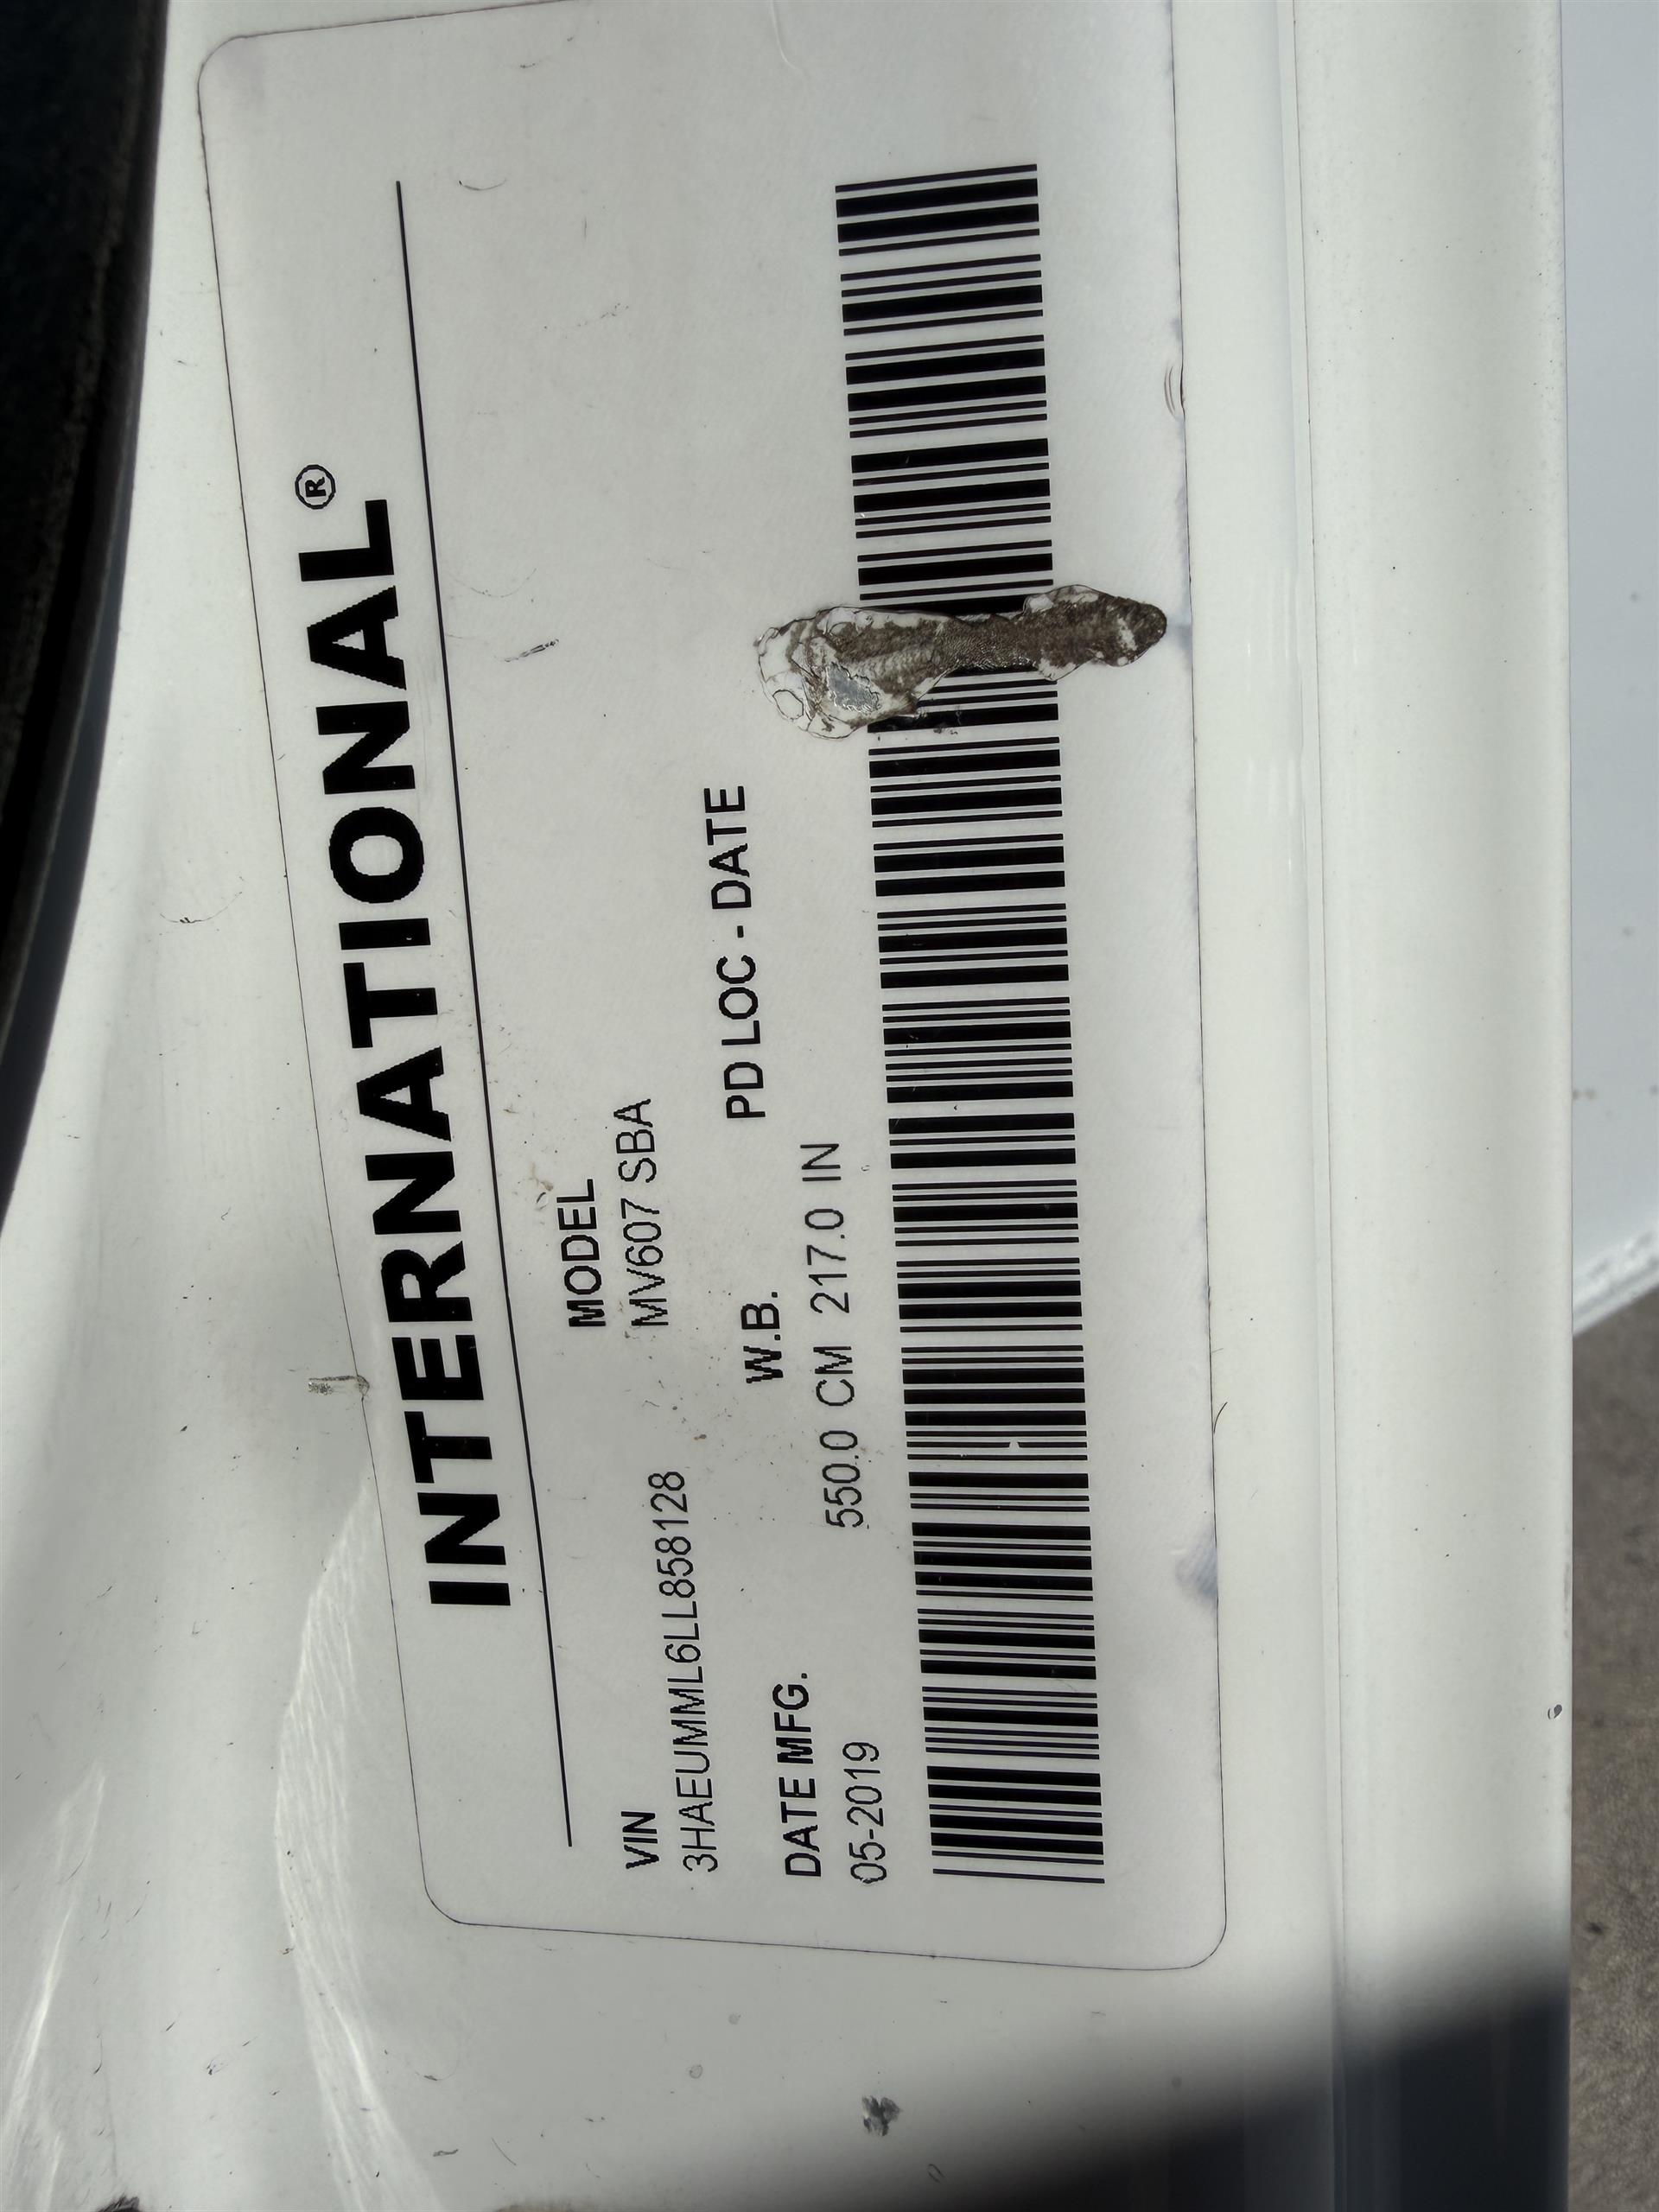 INTERNATIONAL®
VIN MODEL
3HAEUMML6LL858128 MV607 SBA
DATE MFG. W.B. PD LOC - DATE
05-2019 550.0 CM 217.0 IN